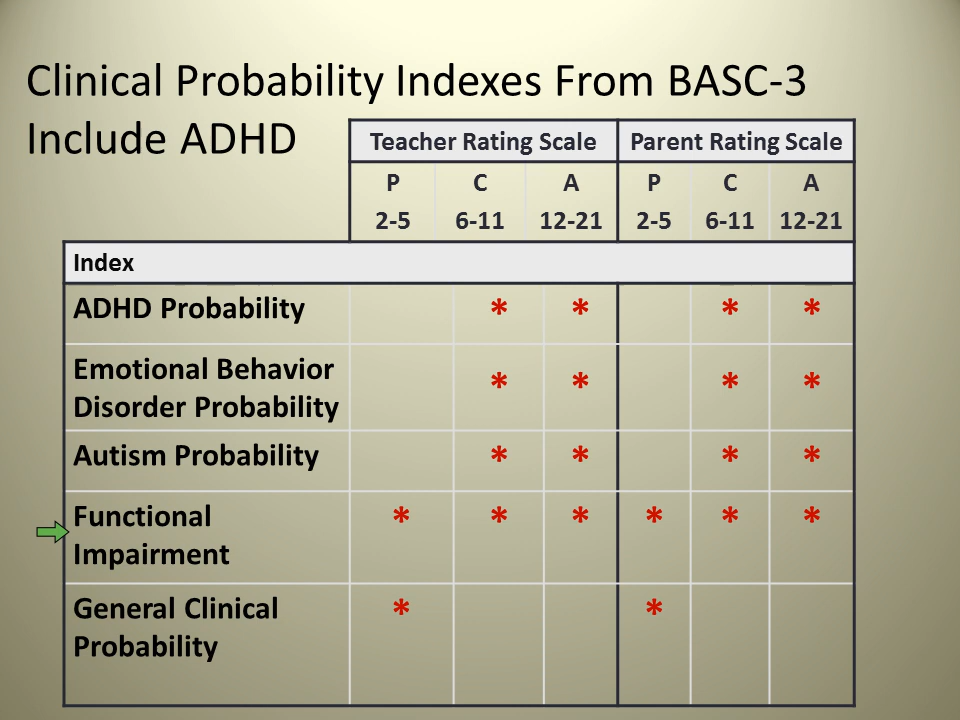 Clinical Probability Indexes From BASC-3
Include ADHD
Teacher Rating Scale Parent Rating Scale
P C A P C A
2-5 6-11 12-21 2-5 6-11 12-21
Index
ADHD Probability * * * *
Emotional Behavior
Disorder Probability * * * *
Autism Probability * * * *
Functional * * * * * *
Impairment
General Clinical * *
Probability